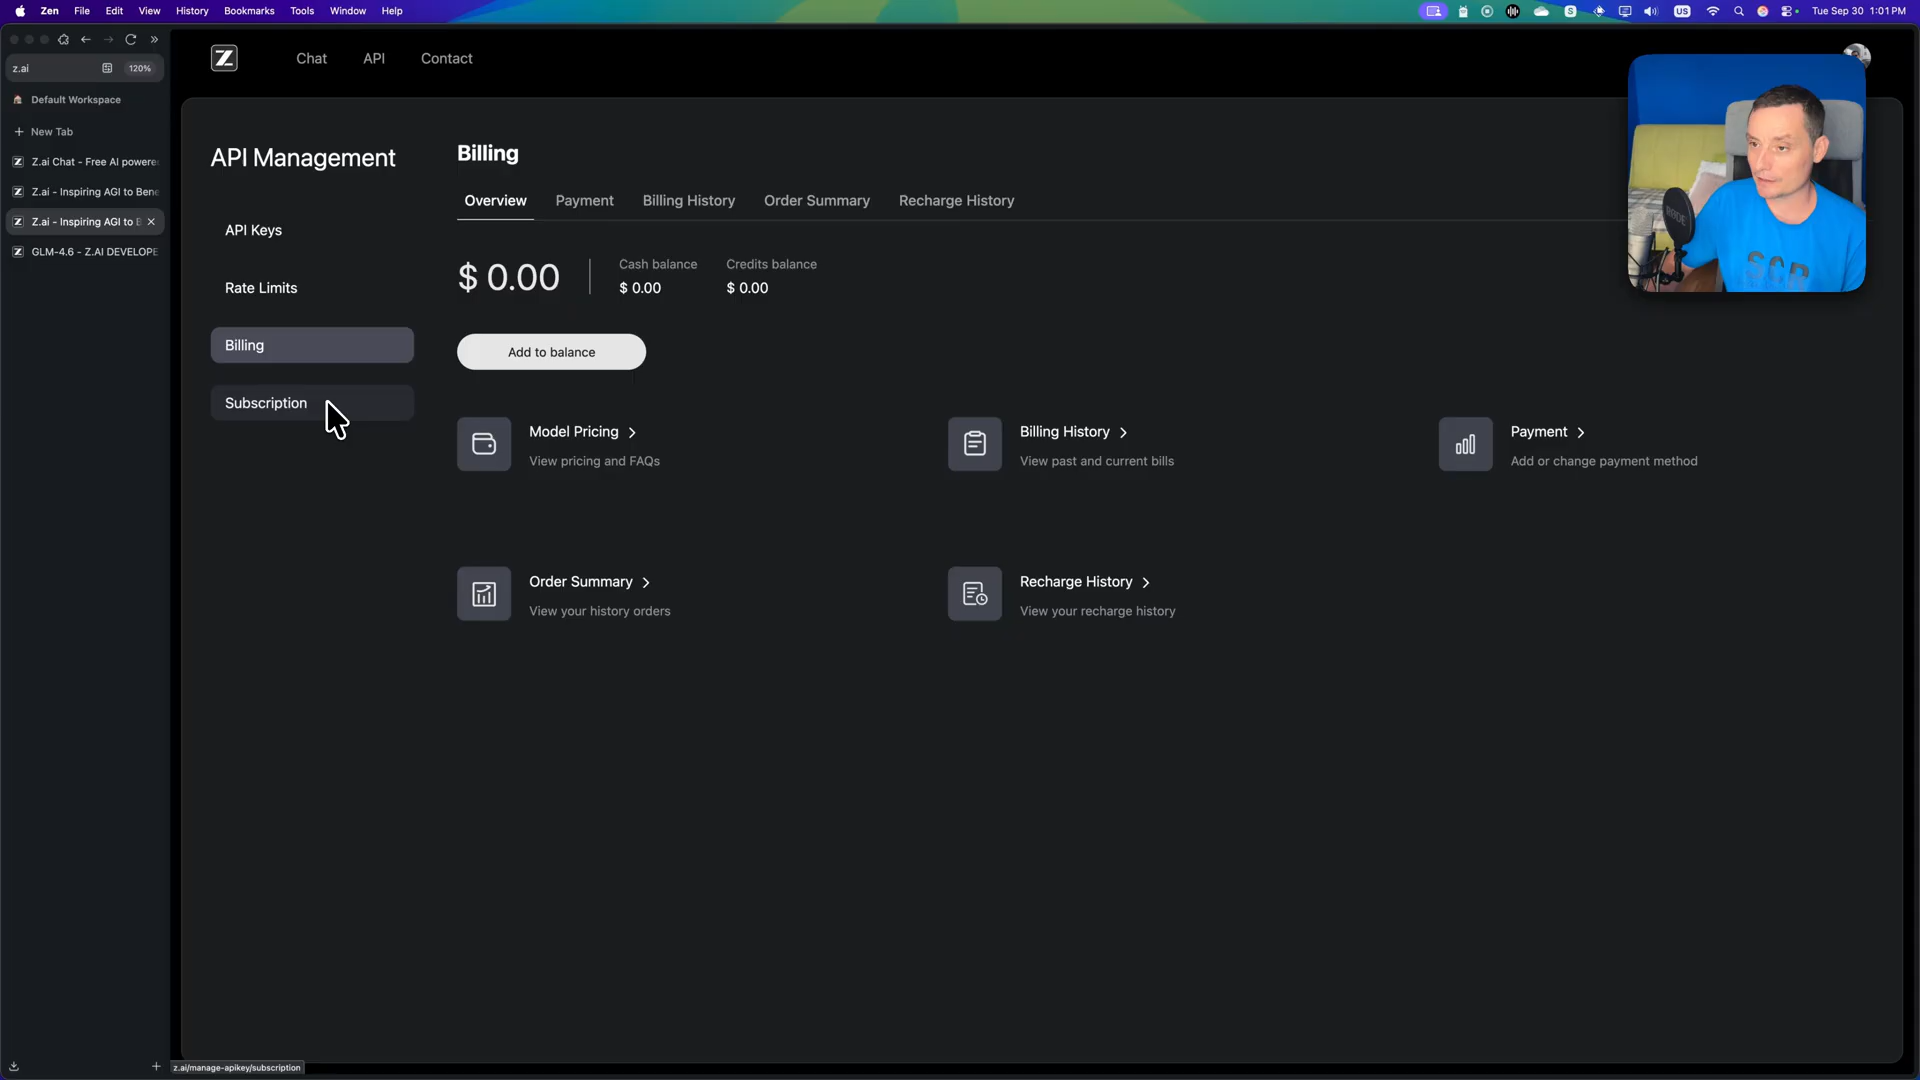 Zen File Edit View History Bookmarks Tools Window Help
S
US
Tue Sep 30 1:01 PM
z.ai
120%
Default Workspace
New Tab
Z.ai Chat - Free AI powere
Z.ai - Inspiring AGI to Bene
Z.ai - Inspiring AGI to B
GLM-4.6 - Z.AI DEVELOPE
Z
Chat
API
Contact
API Management
API Keys
Rate Limits
Billing
Subscription
Billing
Overview
Payment
Billing History
Order Summary
Recharge History
$ 0.00
Cash balance
$ 0.00
Credits balance
$ 0.00
Add to balance
Model Pricing
View pricing and FAQs
Billing History
View past and current bills
Payment
Add or change payment method
Order Summary
View your history orders
Recharge History
View your recharge history
RØDE
SCR
z.ai/manage-apikey/subscription